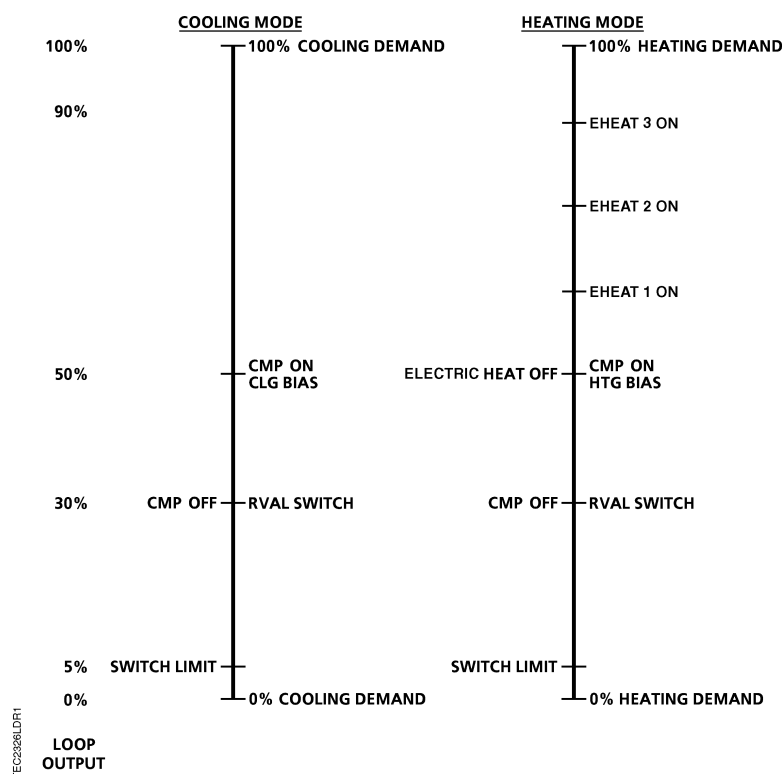 COOLING MODE
HEATING MODE
100%
100% COOLING DEMAND
100% HEATING DEMAND
90%
EHEAT 3 ON
EHEAT 2 ON
EHEAT 1 ON
50%
CMP ON
CLG BIAS
ELECTRIC HEAT OFF
CMP ON
HTG BIAS
30%
CMP OFF
RVAL SWITCH
CMP OFF
RVAL SWITCH
5%
SWITCH LIMIT
SWITCH LIMIT
0%
0% COOLING DEMAND
0% HEATING DEMAND
LOOP
OUTPUT